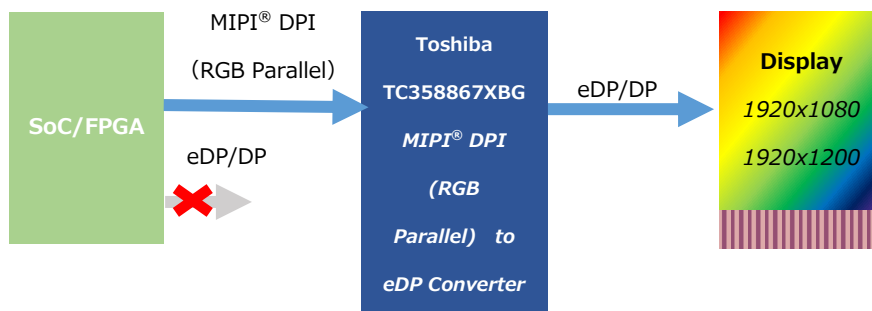 MIPI® DPI
（RGB Parallel）
SoC/FPGA
eDP/DP
Toshiba
TC358867XBG
MIPI® DPI
(RGB
Parallel) to
eDP Converter
eDP/DP
Display
1920x1080
1920x1200